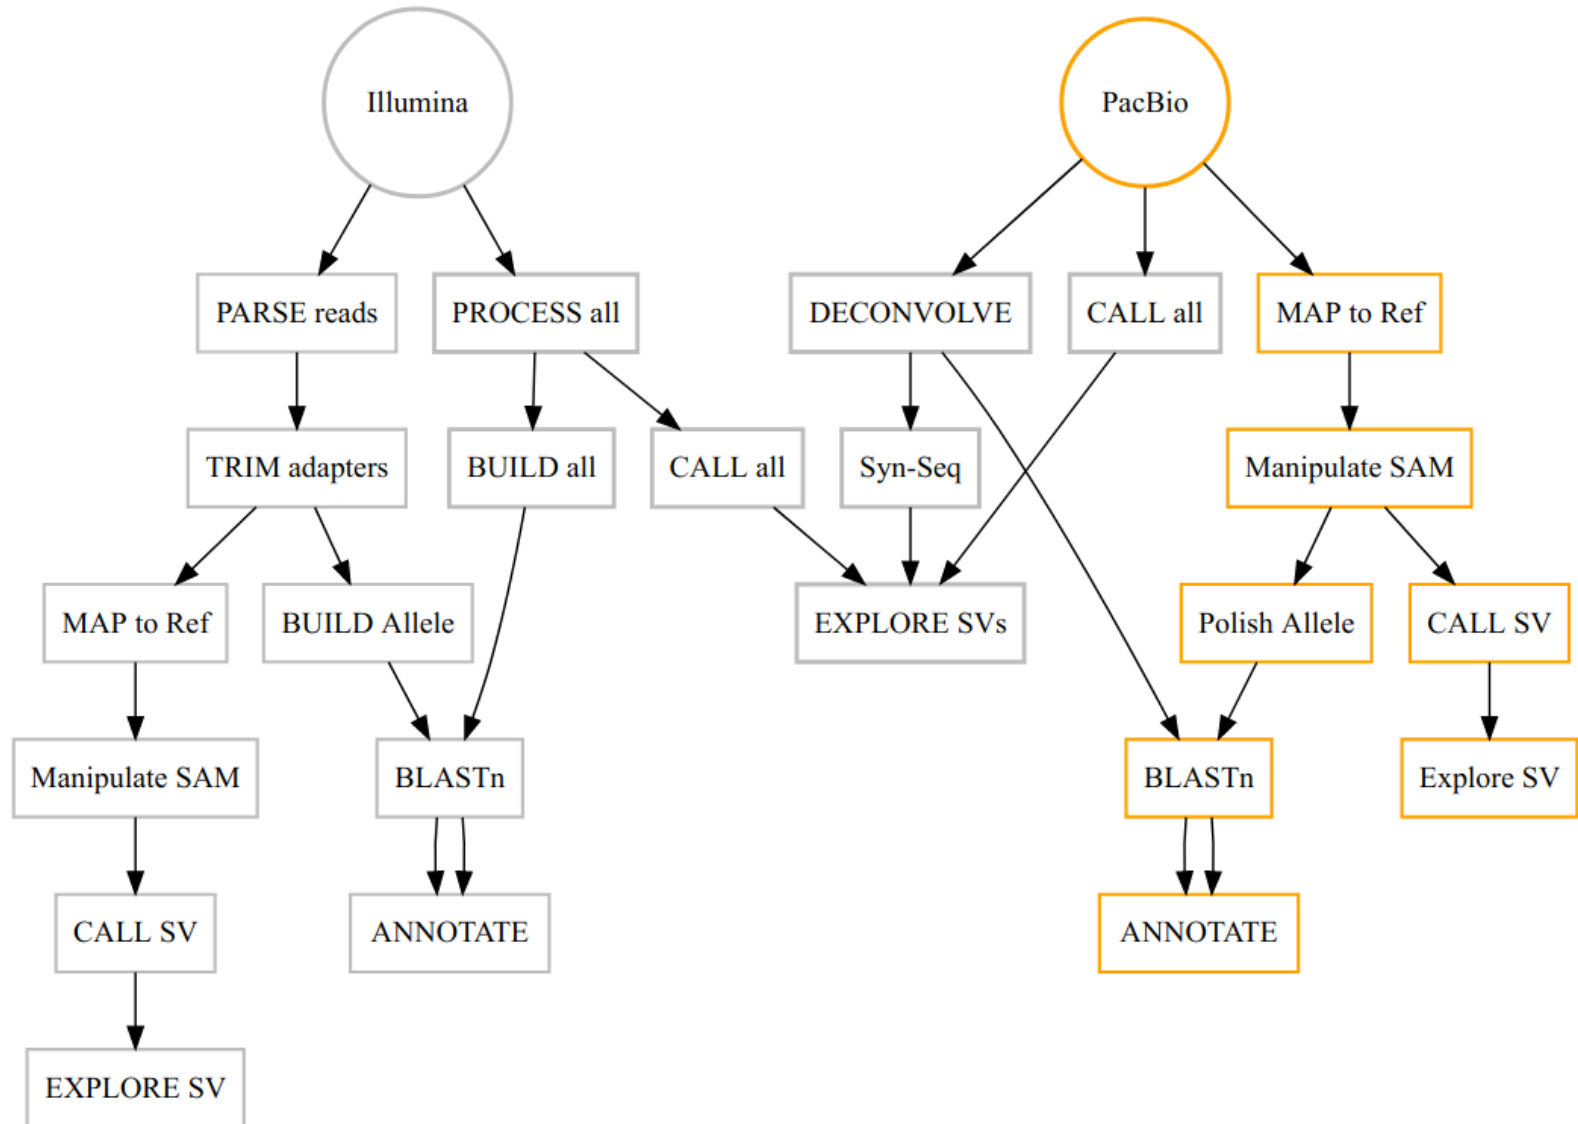 Illumina
PacBio
PARSE reads
PROCESS all
DECONVOLVE
CALL all
MAP to Ref
TRIM adapters
BUILD all
CALL all
Syn-Seq
Manipulate SAM
MAP to Ref
BUILD Allele
EXPLORE SVs
Polish Allele
CALL SV
Manipulate SAM
BLASTn
BLASTn
Explore SV
CALL SV
ANNOTATE
ANNOTATE
EXPLORE SV